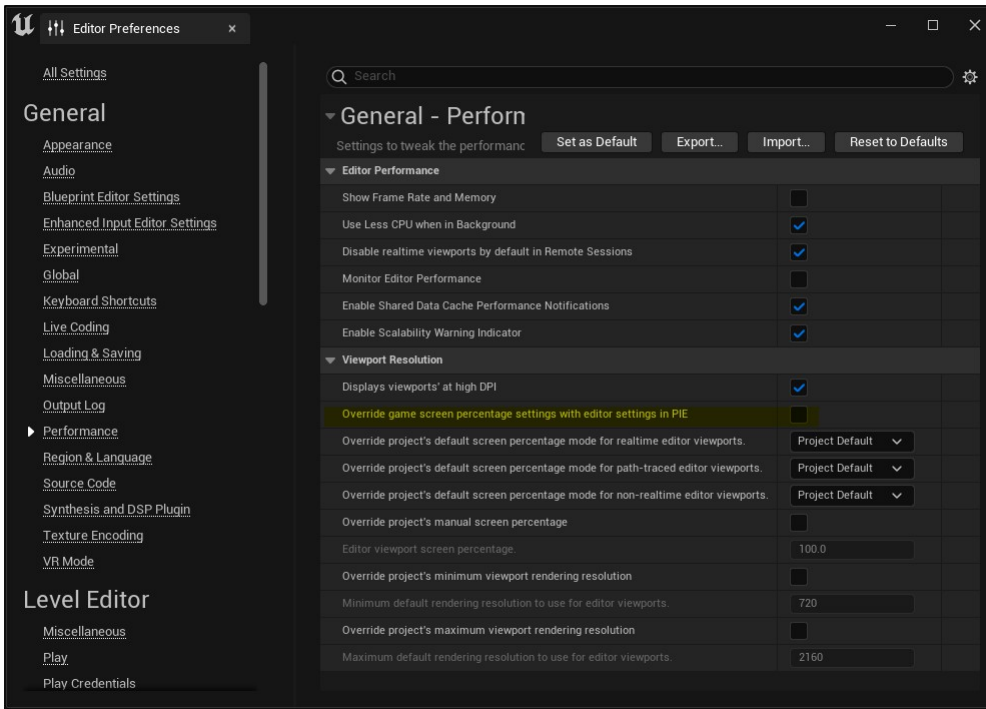 Editor Preferences
All Settings
General
Appearance
Audio
Blueprint Editor Settings
Enhanced Input Editor Settings
Experimental
Global
Keyboard Shortcuts
Live Coding
Loading & Saving
Miscellaneous
Output Log
Performance
Region & Language
Source Code
Synthesis and DSP Plugin
Texture Encoding
VR Mode
Level Editor
Miscellaneous
Play
Play Credentials
Search
General - Perforn
Settings to tweak the performanc
Set as Default
Export...
Import...
Reset to Defaults
Editor Performance
Show Frame Rate and Memory
Use Less CPU when in Background
Disable realtime viewports by default in Remote Sessions
Monitor Editor Performance
Enable Shared Data Cache Performance Notifications
Enable Scalability Warning Indicator
Viewport Resolution
Displays viewports' at high DPI
Override game screen percentage settings with editor settings in PIE
Override project's default screen percentage mode for realtime editor viewports. Project Default
Override project's default screen percentage mode for path-traced editor viewports. Project Default
Override project's default screen percentage mode for non-realtime editor viewports. Project Default
Override project's manual screen percentage
Editor viewport screen percentage. 100.0
Override project's minimum viewport rendering resolution
Minimum default rendering resolution to use for editor viewports. 720
Override project's maximum viewport rendering resolution
Maximum default rendering resolution to use for editor viewports. 2160